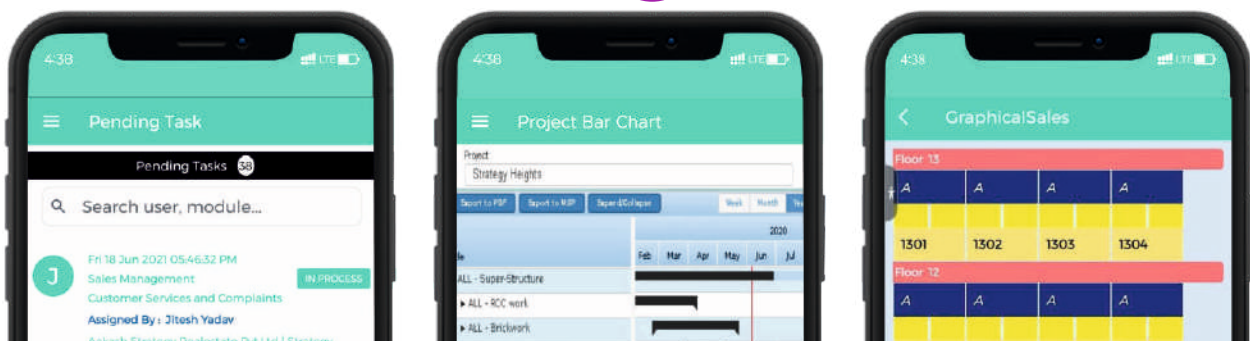 4:38
LTE
Pending Task
Pending Tasks 38
Search user, module...
J
Fri 18 Jun 2021 05:46:32 PM
Sales Management
IN PROCESS
Customer Services and Complaints
Assigned By : Jitesh Yadav
4:38
LTE
Project Bar Chart
Project
Strategy Heights
Export to PDF Export to MSP Expand/Collapse Week Month
2020
Feb Mar Apr May Jun Jul
ALL - Super-Structure
ALL - RCC work
ALL - Brickwork
4:38
LTE
GraphicalSales
Floor 13
A A A A
1301 1302 1303 1304
Floor 12
A A A A